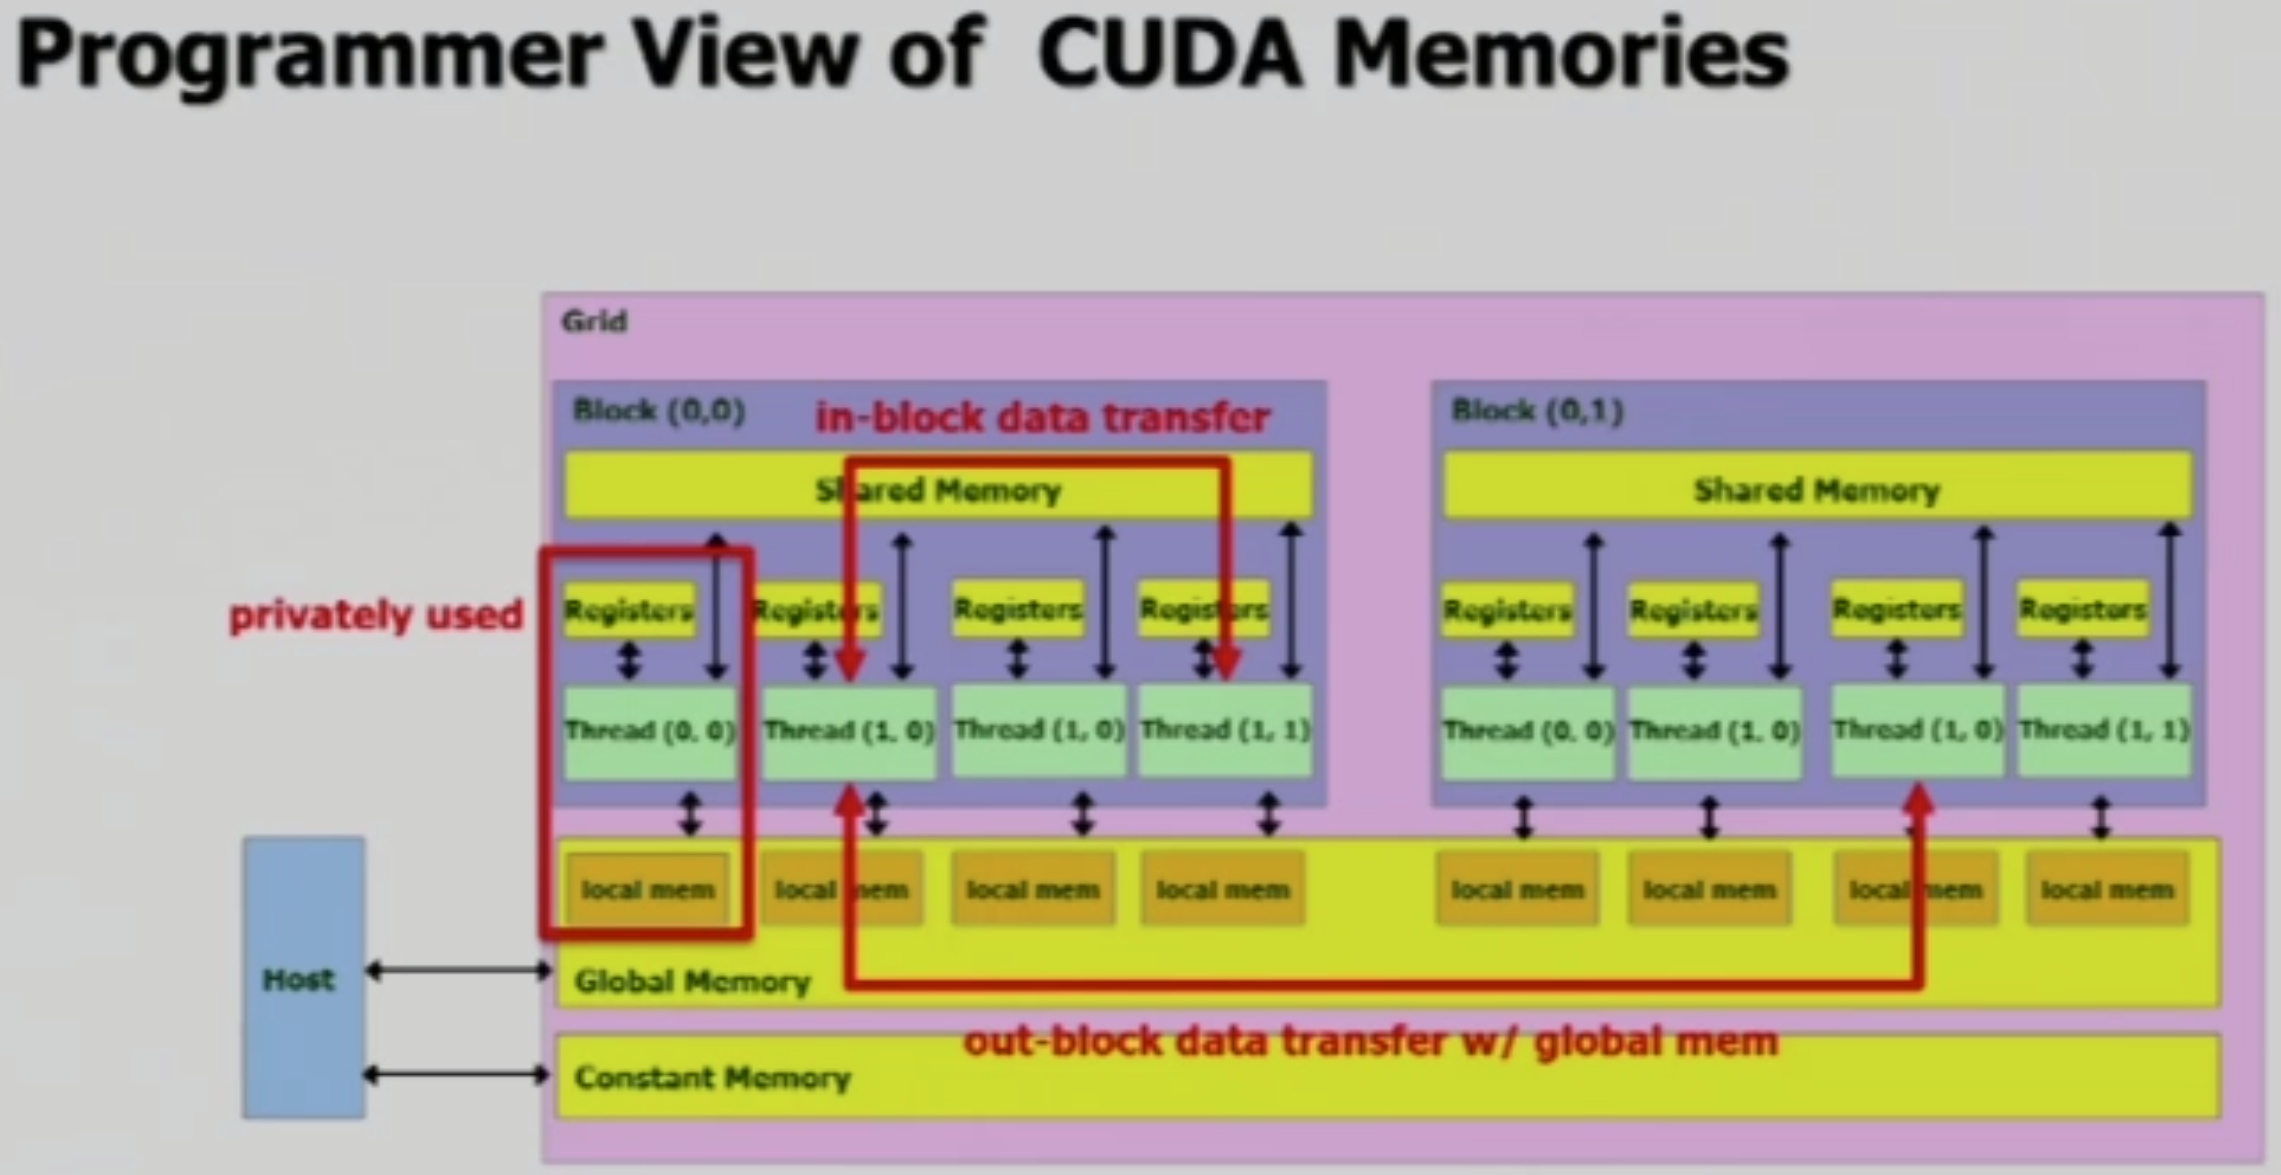 Programmer View of CUDA Memories
Grid
Block (0,0)
in-block data transfer
Block (0,1)
Shared Memory
Shared Memory
privately used
Registers Registers Registers Registers
Registers Registers Registers Registers
Thread (0, 0) Thread (1, 0) Thread (1, 0) Thread (1, 1)
Thread (0, 0) Thread (1, 0) Thread (1, 0) Thread (1, 1)
local mem local mem local mem local mem
local mem local mem local mem local mem
Host
Global Memory
out-block data transfer w/ global mem
Constant Memory